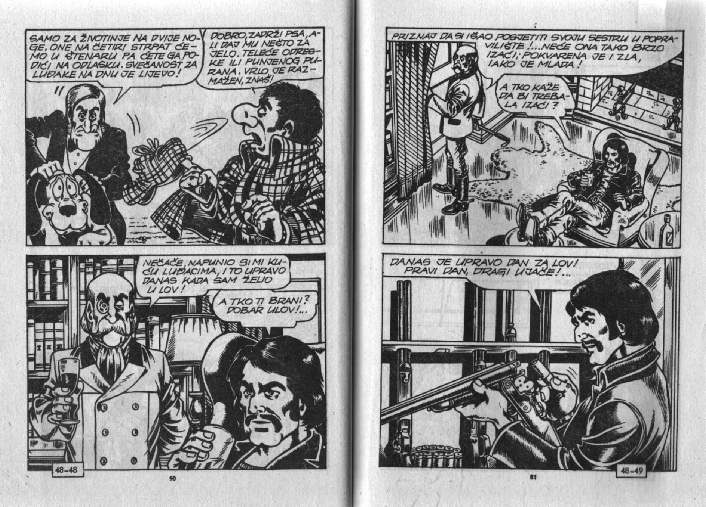 SAMO ZA ŽIVOTINJE NA DVIJE NO-
GE, ONE NA ČETIRI STRPAT ĆE-
MO U ŠTENARU PA ĆETE GA PO-
DIĆI NA ODLASKU. SVEČANOST ZA
LUĐAKE NA DNU JE LIJEVO!
DOBRO, ZADRŽI PSA, A-
LI DAJ MU NEŠTO ZA
JELO. TELEĆE ODRES-
KE ILI PUNJENOG PU-
RANA. VRLO JE RAZ-
MAŽEN, ZNAŠ!
NEČAČE, NAPUNIO SI MI KU-
ĆU LUĐACIMA, I TO UPRAVO
DANAS KADA SAM ŽELIO
U LOV!
A TKO TI BRANI?
DOBAR ULOV!...
48-48
50
PRIZNAJ DA SI IŠAO POSJETITI SVOJU SESTRU U POPRA-
VILIŠTE!...NEĆE ONA TAKO BRZO
IZAĆI, POKVARENA JE I ZLA,
IAKO JE MLADA!
A TKO KAŽE
DA BI TREBA-
LA IZAĆI?
DANAS JE UPRAVO DAN ZA LOV!
PRAVI DAN, DRAGI UJAČE!...
51
48-49